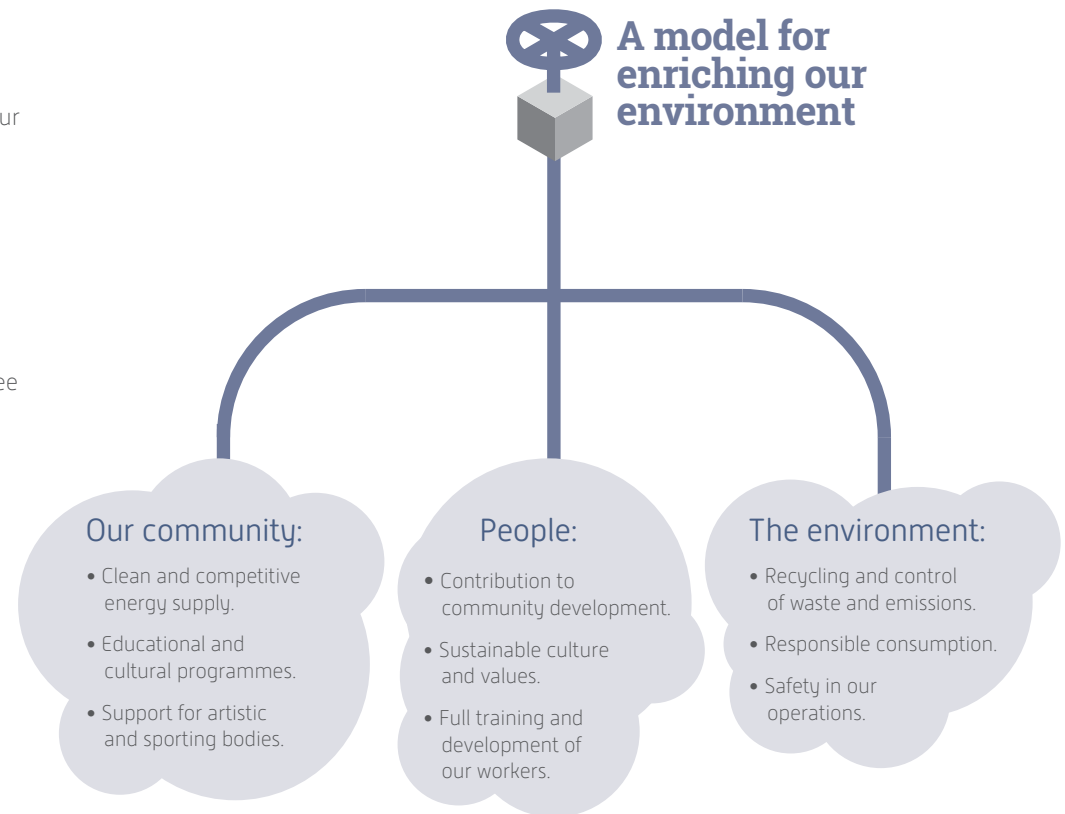 A model for
enriching our
environment
ur
ee
Our community:
• Clean and competitive
energy supply.
• Educational and
cultural programmes.
• Support for artistic
and sporting bodies.
People:
• Contribution to
community development.
• Sustainable culture
and values.
• Full training and
development of
our workers.
The environment:
• Recycling and control
of waste and emissions.
• Responsible consumption.
• Safety in our
operations.